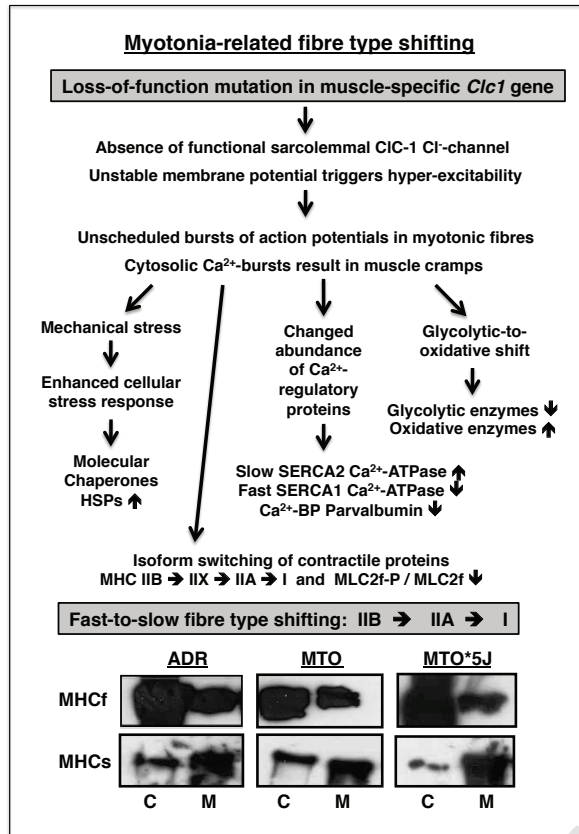 Myotonia-related fibre type shifting
Loss-of-function mutation in muscle-specific Clc1 gene
Absence of functional sarcolemmal ClC-1 Cl⁻-channel
Unstable membrane potential triggers hyper-excitability
Unscheduled bursts of action potentials in myotonic fibres
Cytosolic Ca²⁺-bursts result in muscle cramps
Mechanical stress
Enhanced cellular
stress response
Molecular
Chaperones
HSPs ↑
Changed
abundance
of Ca²⁺-
regulatory
proteins
Slow SERCA2 Ca²⁺-ATPase ↑
Fast SERCA1 Ca²⁺-ATPase ↓
Ca²⁺-BP Parvalbumin ↓
Glycolytic-to-
oxidative shift
Glycolytic enzymes ↓
Oxidative enzymes ↑
Isoform switching of contractile proteins
MHC IIB → IIX → IIA → I and MLC2f-P / MLC2f ↓
Fast-to-slow fibre type shifting: IIB → IIA → I
ADR MTO MTO*5J
MHCf
MHCs
C M C M C M